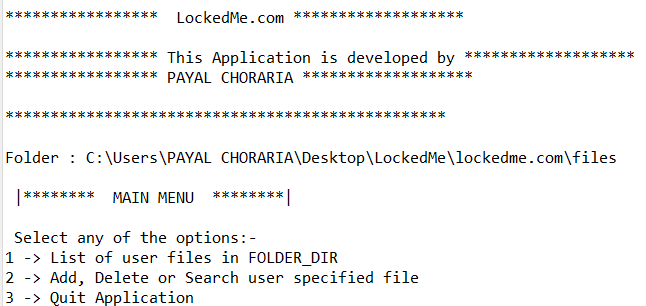 *****************  LockedMe.com *******************
***************** This Application is developed by *******************
***************** PAYAL CHORARIA *******************
*************************************************
Folder : C:\Users\PAYAL CHORARIA\Desktop\LockedMe\lockedme.com\files
|********  MAIN MENU  ********|
Select any of the options:-
1 -> List of user files in FOLDER_DIR
2 -> Add, Delete or Search user specified file
3 -> Quit Application